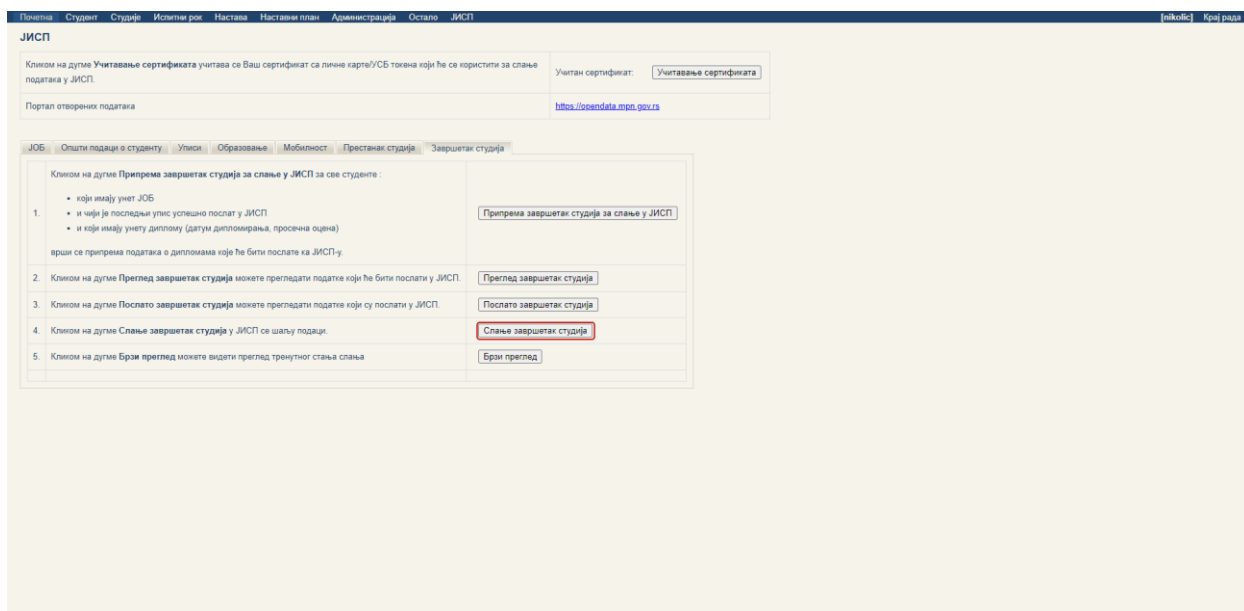 Почетна Студент Студије Испитни рок Настава Наставни план Администрација Остало ЈИСП [nikolic] Крај рада
ЈИСП
Кликом на дугме Учитавање сертификата учитава се Ваш сертификат са личне карте/УСБ токена који ће се користити за слање
података у ЈИСП.
Учитан сертификат: Учитавање сертификата
Портал отворених података https://opendata.mpn.gov.rs
ЈОБ Општи подаци о студенту Уписи Образовање Мобилност Престанак студија Завршетак студија
1. Кликом на дугме Припрема завршетак студија за слање у ЈИСП за све студенте :
• који имају унет ЈОБ
• и чији је последњи упис успешно послат у ЈИСП
• и који имају унету диплому (датум дипломирања, просечна оцена)
врши се припрема података о дипломама које ће бити послате ка ЈИСП-у.
Припрема завршетак студија за слање у ЈИСП
2. Кликом на дугме Преглед завршетак студија можете прегледати податке који ће бити послати у ЈИСП. Преглед завршетак студија
3. Кликом на дугме Послато завршетак студија можете прегледати податке који су послати у ЈИСП. Послато завршетак студија
4. Кликом на дугме Слање завршетак студија у ЈИСП се шаљу подаци. Слање завршетак студија
5. Кликом на дугме Брзи преглед можете видети преглед тренутног стања слања Брзи преглед